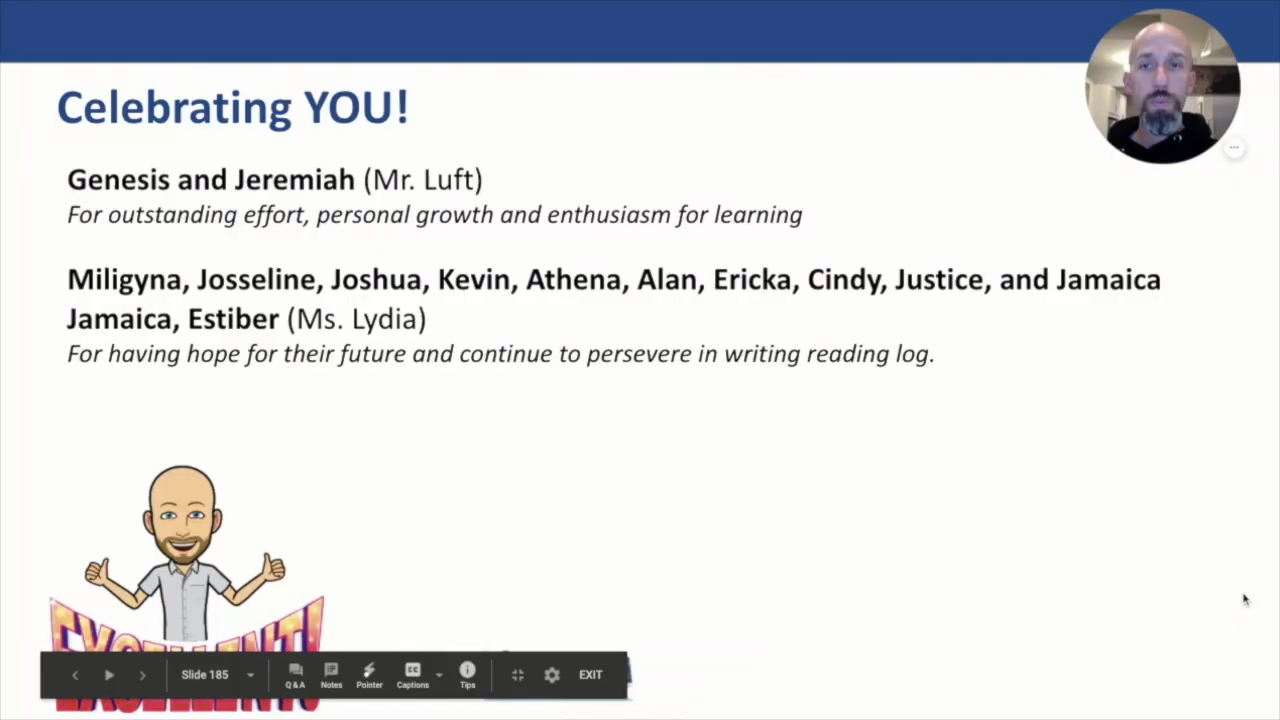 Celebrating YOU!
Genesis and Jeremiah (Mr. Luft)
For outstanding effort, personal growth and enthusiasm for learning
Miligyna, Josseline, Joshua, Kevin, Athena, Alan, Ericka, Cindy, Justice, and Jamaica
Jamaica, Estiber (Ms. Lydia)
For having hope for their future and continue to persevere in writing reading log.
EXCELLENT!
Slide 185
Q&A
Notes
Pointer
CC
Captions
Tips
EXIT